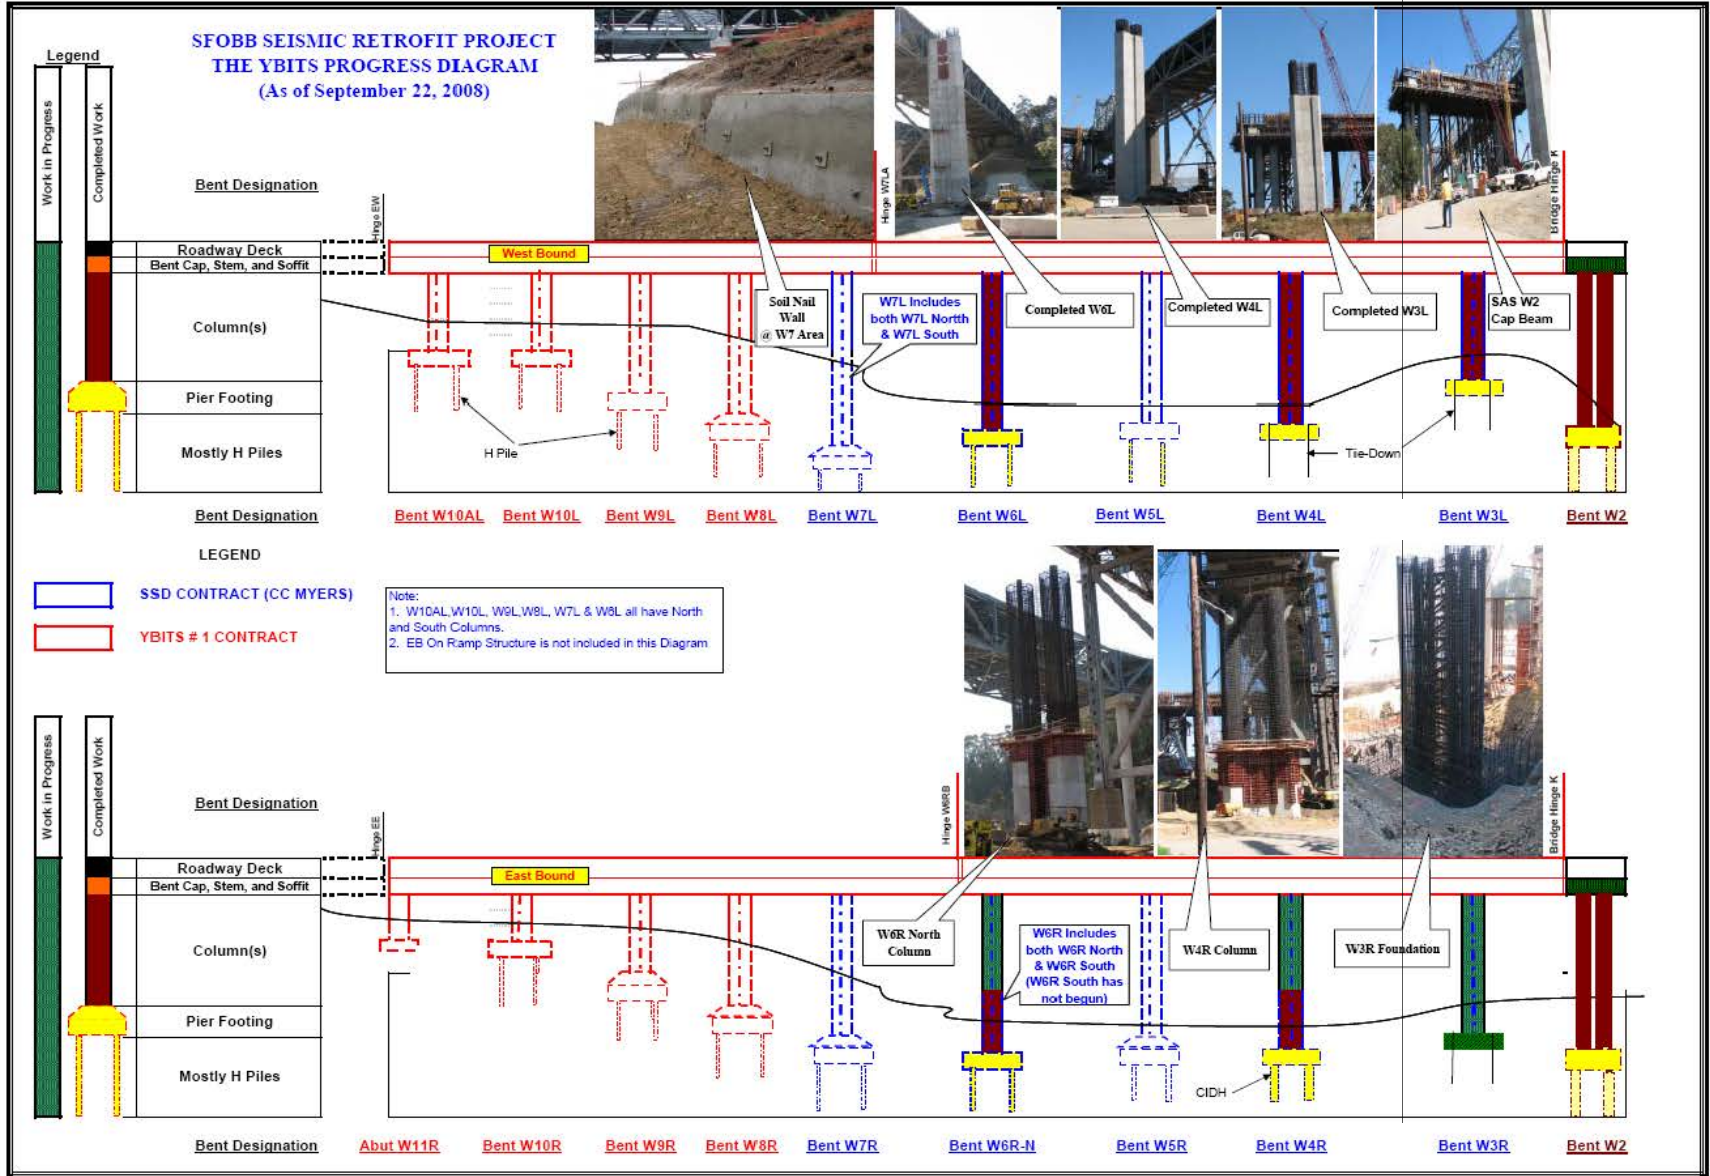 SFOBB SEISMIC RETROFIT PROJECT
THE YBITS PROGRESS DIAGRAM
(As of September 22, 2008)
Legend
Work in Progress
Completed Work
Bent Designation
Hinge EW
Hinge W7LA
Bridge Hinge K
Roadway Deck
Bent Cap, Stem, and Soffit
Column(s)
Pier Footing
Mostly H Piles
West Bound
Soil Nail
Wall
@ W7 Area
W7L Includes
both W7L Nortth
& W7L South
Completed W6L
Completed W4L
Completed W3L
SAS W2
Cap Beam
H Pile
Tie-Down
Bent Designation
Bent W10AL
Bent W10L
Bent W9L
Bent W8L
Bent W7L
Bent W6L
Bent W5L
Bent W4L
Bent W3L
Bent W2
LEGEND
SSD CONTRACT (CC MYERS)
YBITS # 1 CONTRACT
Note:
1. W10AL,W10L, W9L,W8L, W7L & W6L all have North
and South Columns.
2. EB On Ramp Structure is not included in this Diagram
Work in Progress
Completed Work
Bent Designation
Hinge EE
Hinge W6RB
Bridge Hinge K
Roadway Deck
Bent Cap, Stem, and Soffit
Column(s)
Pier Footing
Mostly H Piles
East Bound
W6R North
Column
W6R Includes
both W6R North
& W6R South
(W6R South has
not begun)
W4R Column
W3R Foundation
CIDH
Bent Designation
Abut W11R
Bent W10R
Bent W9R
Bent W8R
Bent W7R
Bent W6R-N
Bent W5R
Bent W4R
Bent W3R
Bent W2